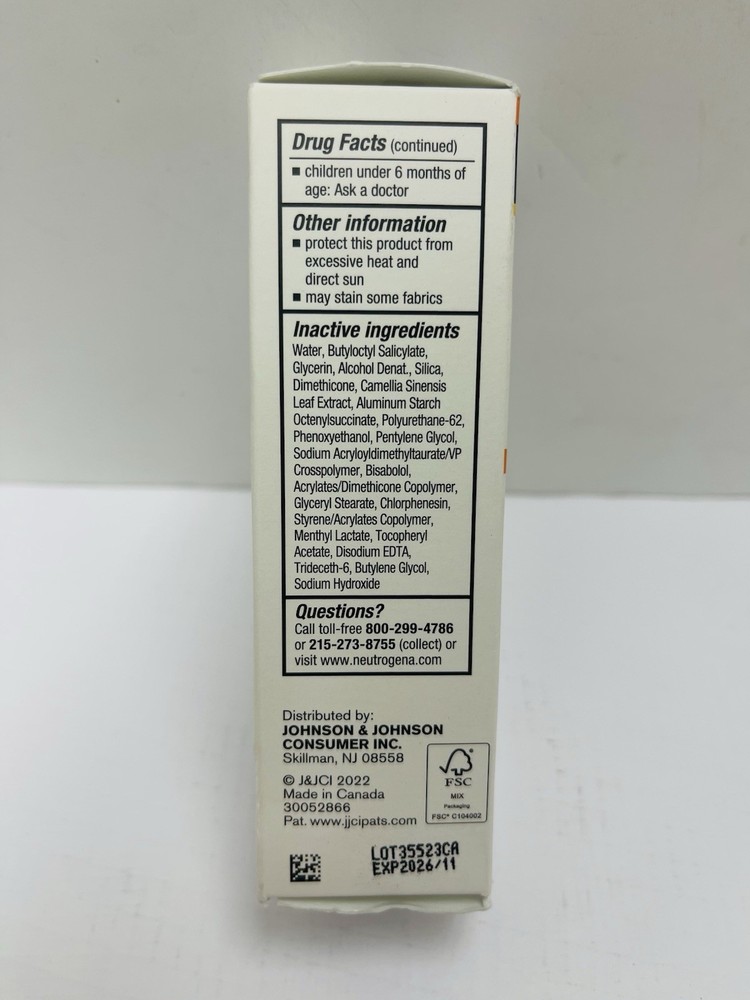 Drug Facts (continued)
■ children under 6 months of
age: Ask a doctor
Other information
■ protect this product from
excessive heat and
direct sun
■ may stain some fabrics
Inactive ingredients
Water, Butyloctyl Salicylate,
Glycerin, Alcohol Denat., Silica,
Dimethicone, Camellia Sinensis
Leaf Extract, Aluminum Starch
Octenylsuccinate, Polyurethane-62,
Phenoxyethanol, Pentylene Glycol,
Sodium Acryloyldimethyltaurate/VP
Crosspolymer, Bisabolol,
Acrylates/Dimethicone Copolymer,
Glyceryl Stearate, Chlorphenesin,
Styrene/Acrylates Copolymer,
Menthyl Lactate, Tocopheryl
Acetate, Disodium EDTA,
Trideceth-6, Butylene Glycol,
Sodium Hydroxide
Questions?
Call toll-free 800-299-4786
or 215-273-8755 (collect) or
visit www.neutrogena.com
Distributed by:
JOHNSON & JOHNSON
CONSUMER INC.
Skillman, NJ 08558
© J&JCI 2022
Made in Canada
30052866
Pat. www.jjcipats.com
FSC
MIX
Packaging
FSC® C104002
LOT35523CA
EXP2026/11